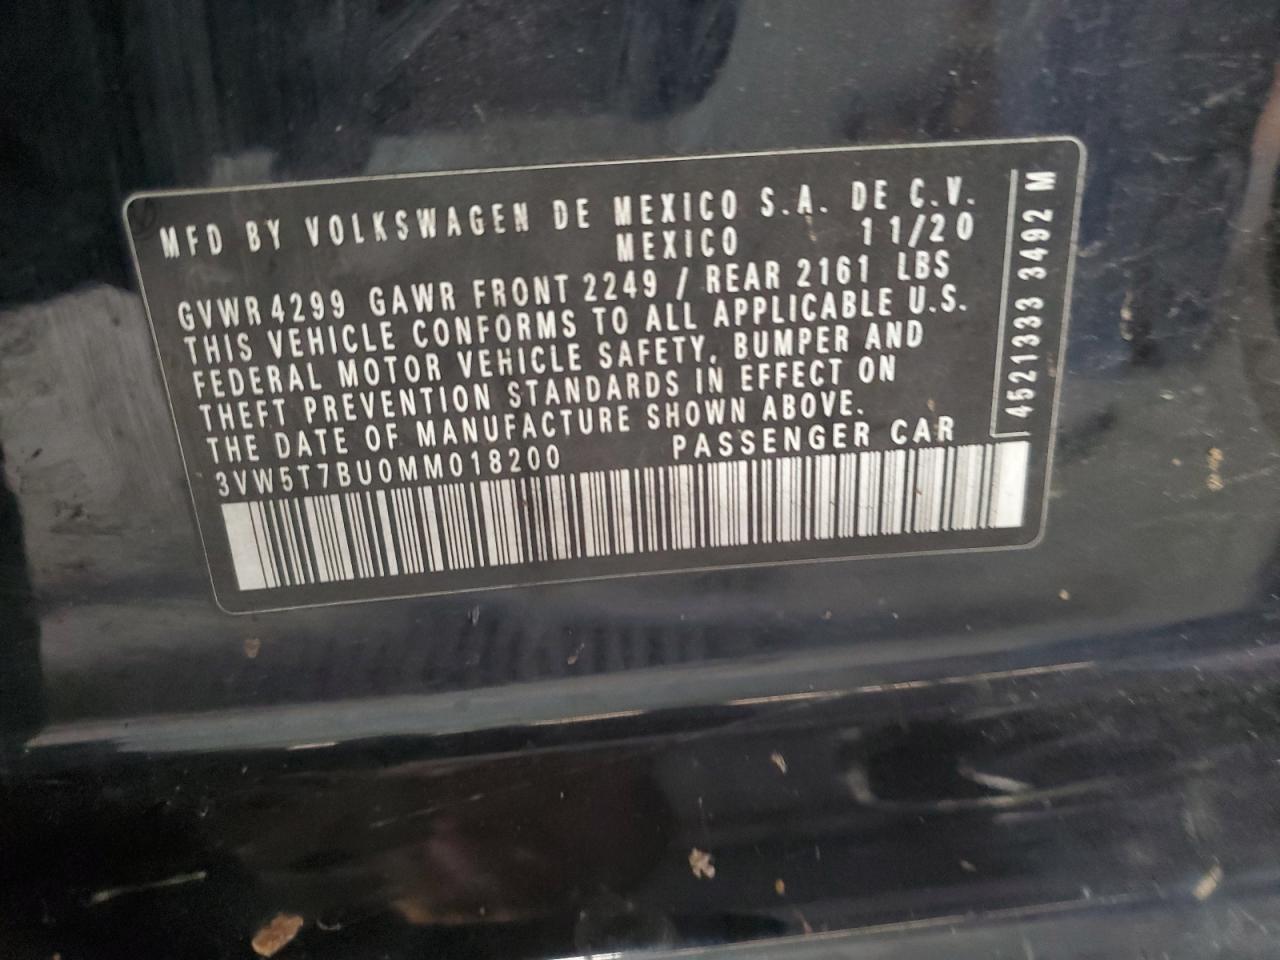 MFD BY VOLKSWAGEN DE MEXICO S.A. DE C.V.
MEXICO 11/20
GVWR 4299 GAWR FRONT 2249 / REAR 2161 LBS
THIS VEHICLE CONFORMS TO ALL APPLICABLE U.S.
FEDERAL MOTOR VEHICLE SAFETY, BUMPER AND
THEFT PREVENTION STANDARDS IN EFFECT ON
THE DATE OF MANUFACTURE SHOWN ABOVE.
3VW5T7BU0MM018200 PASSENGER CAR
4521333 3492 M